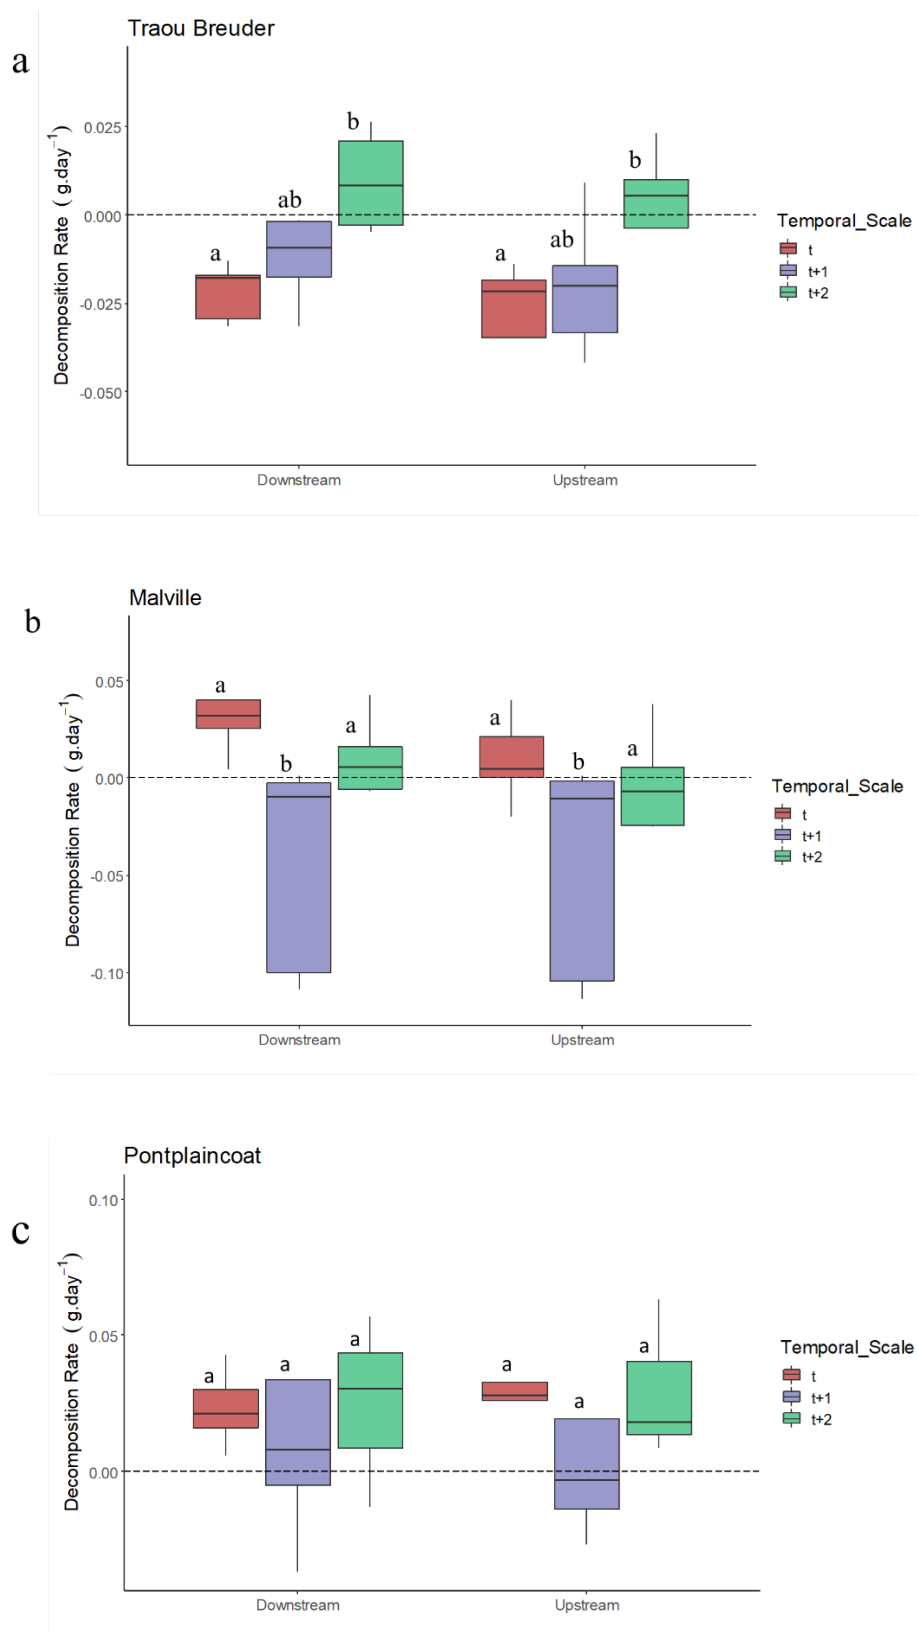 Traou Breuder
a
Decomposition Rate ( g.day⁻¹)
0.025
0.000
-0.025
-0.050
a
ab
b
a
ab
b
Downstream
Upstream
Temporal_Scale
t
t+1
t+2
Malville
b
Decomposition Rate ( g.day⁻¹)
0.05
0.00
-0.05
-0.10
a
b
a
a
b
a
Downstream
Upstream
Temporal_Scale
t
t+1
t+2
Pontplaincoat
c
Decomposition Rate ( g.day⁻¹)
0.10
0.05
0.00
a
a
a
a
a
a
Downstream
Upstream
Temporal_Scale
t
t+1
t+2